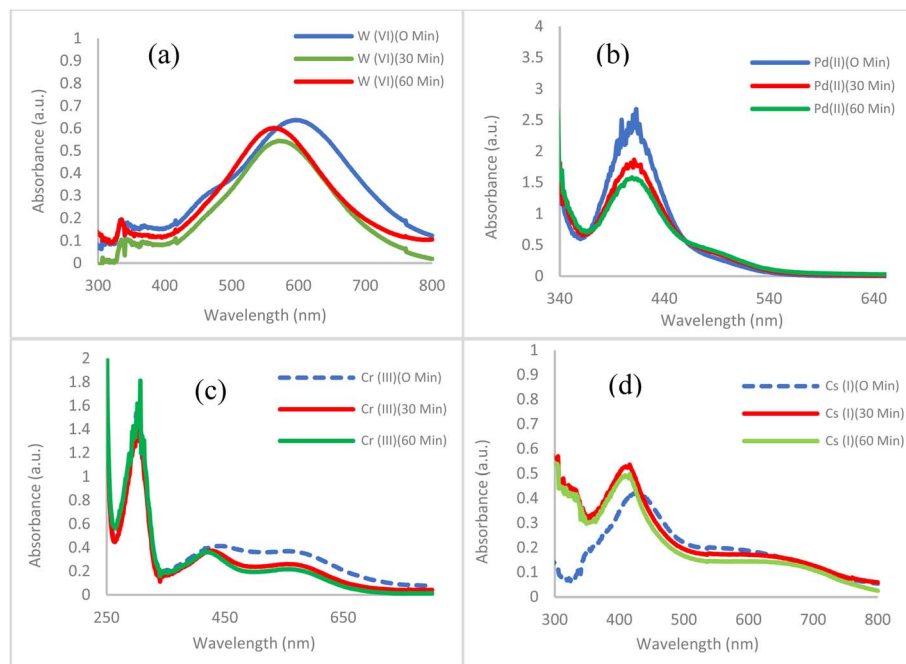 (a)
W (VI)(O Min)
W (VI)(30 Min)
W (VI)(60 Min)
Absorbance (a.u.)
1
0.9
0.8
0.7
0.6
0.5
0.4
0.3
0.2
0.1
0
300 400 500 600 700 800
Wavelength (nm)
(b)
Pd(II)(O Min)
Pd(II)(30 Min)
Pd(II)(60 Min)
Absorbance (a.u.)
4
3.5
3
2.5
2
1.5
1
0.5
0
340 440 540 640
Wavelength (nm)
(c)
Cr (III)(O Min)
Cr (III)(30 Min)
Cr (III)(60 Min)
Absorbance (a.u.)
2
1.8
1.6
1.4
1.2
1
0.8
0.6
0.4
0.2
0
250 450 650
Wavelength (nm)
(d)
Cs (I)(O Min)
Cs (I)(30 Min)
Cs (I)(60 Min)
Absorbance (a.u.)
1
0.9
0.8
0.7
0.6
0.5
0.4
0.3
0.2
0.1
0
300 400 500 600 700 800
Wavelength (nm)